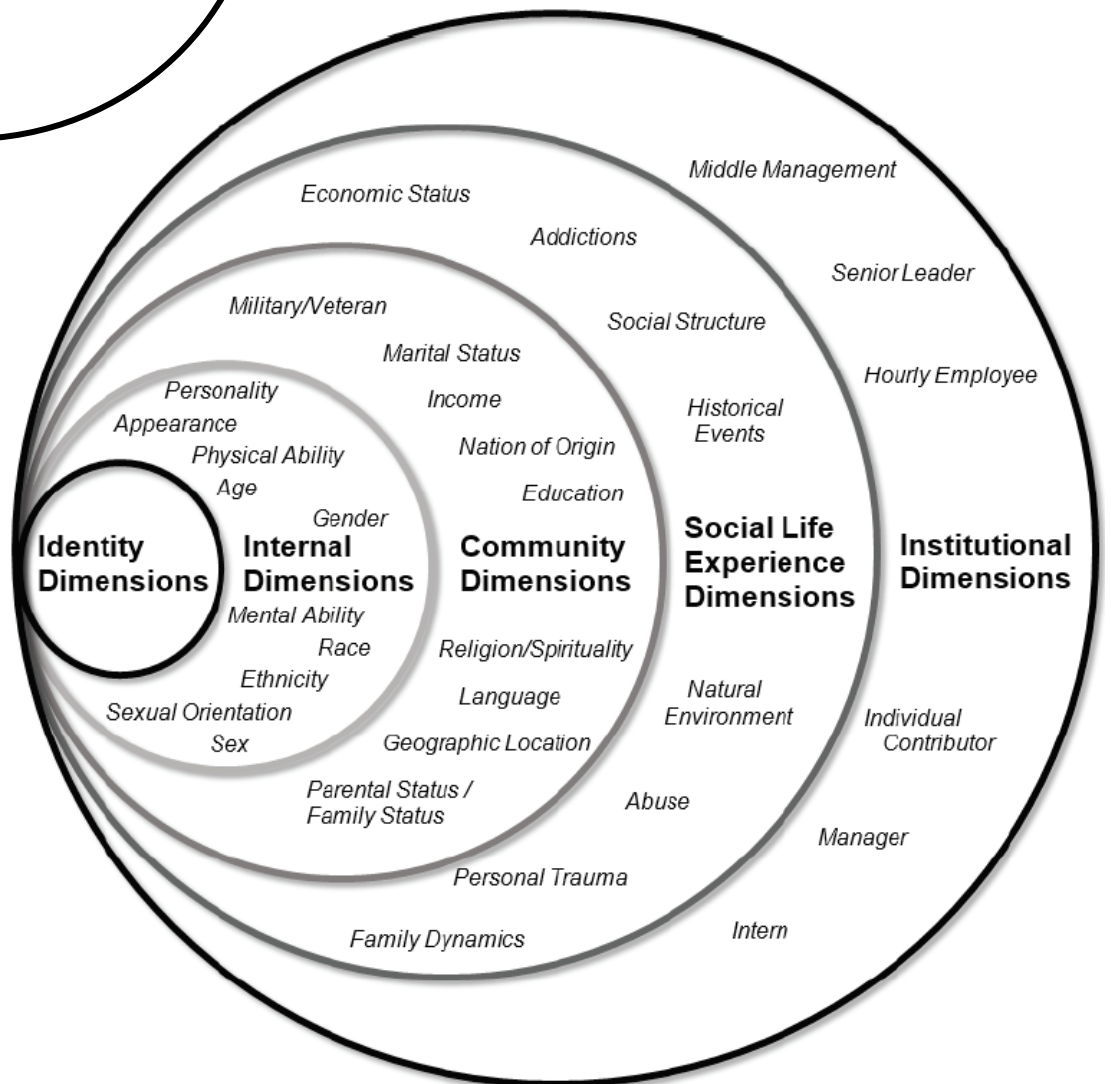 Middle Management
Economic Status
Addictions
Senior Leader
Military/Veteran
Social Structure
Marital Status
Hourly Employee
Personality
Income
Historical
Events
Appearance
Nation of Origin
Physical Ability
Age
Education
Gender
Identity
Dimensions
Internal
Dimensions
Community
Dimensions
Social Life
Experience
Dimensions
Institutional
Dimensions
Mental Ability
Race
Religion/Spirituality
Ethnicity
Language
Natural
Environment
Sexual Orientation
Individual
Contributor
Sex
Geographic Location
Parental Status /
Family Status
Abuse
Manager
Personal Trauma
Intern
Family Dynamics